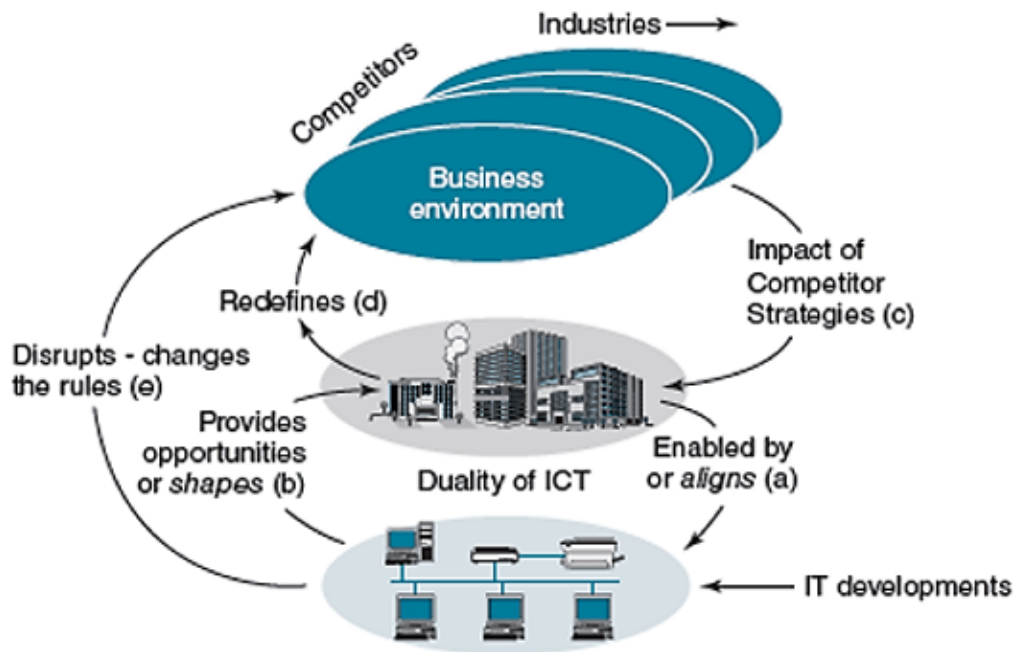 Industries
Competitors
Business
environment
Impact of
Competitor
Strategies (c)
Redefines (d)
Disrupts - changes
the rules (e)
Provides
opportunities
or shapes (b)
Duality of ICT
Enabled by
or aligns (a)
IT developments